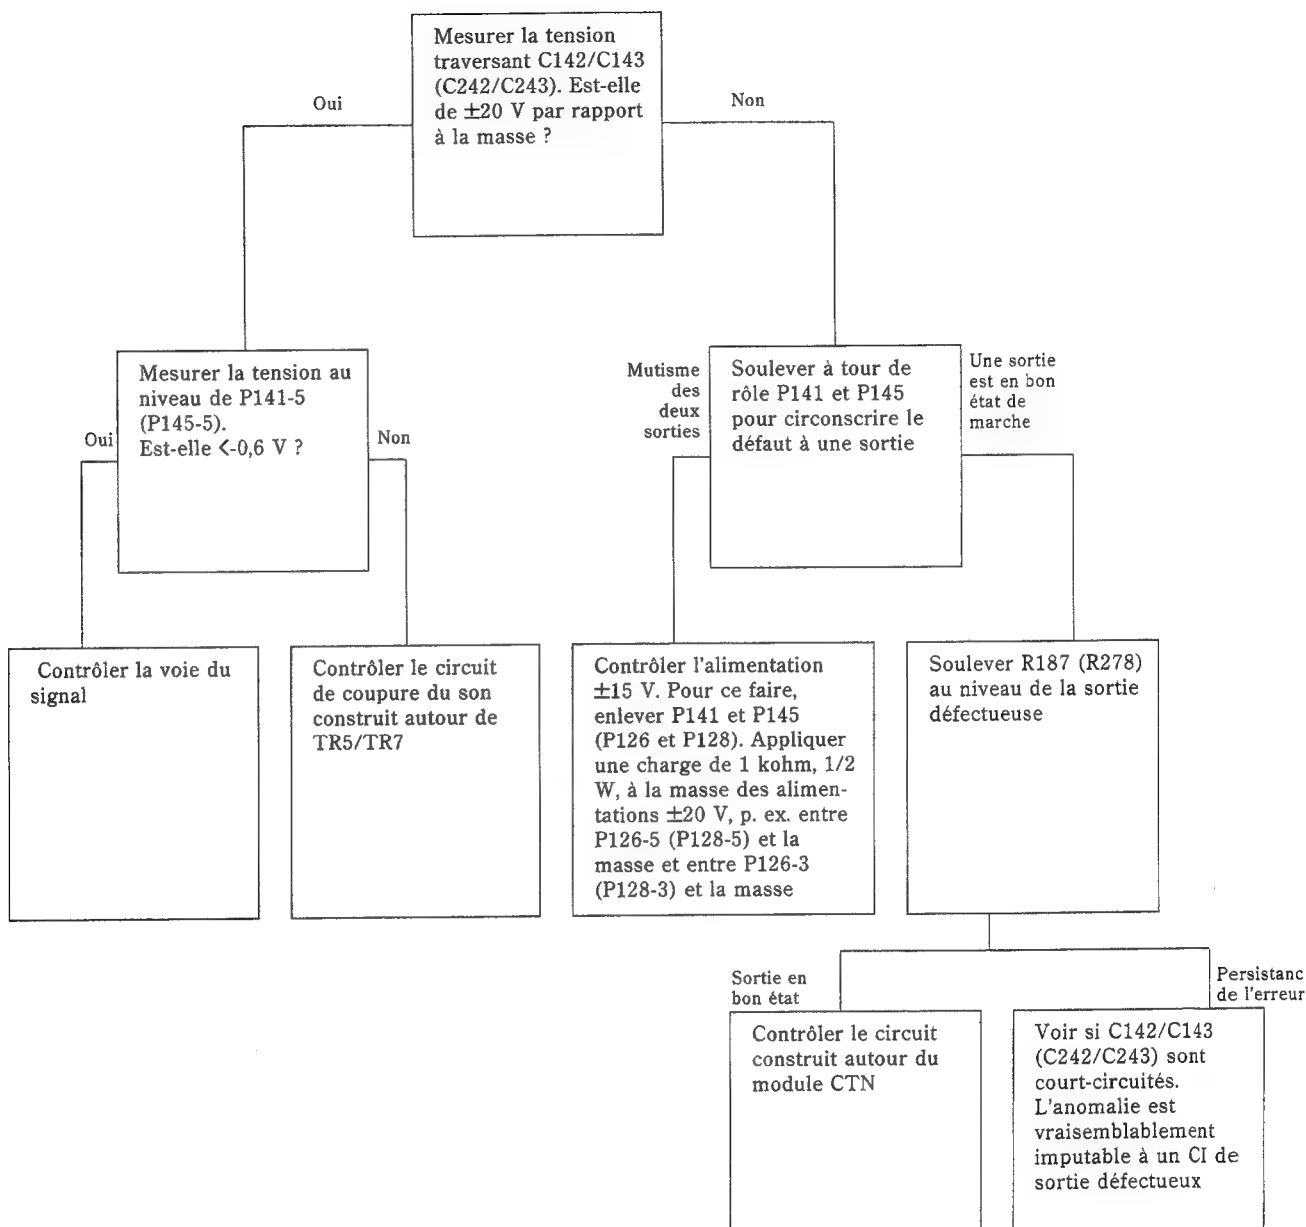 Mesurer la tension
traversant C142/C143
(C242/C243). Est-elle
de ±20 V par rapport
à la masse ?
Oui
Non
Mesurer la tension au
niveau de P141-5
(P145-5).
Est-elle <-0,6 V ?
Oui
Non
Mutisme
des
deux
sorties
Soulever à tour de
rôle P141 et P145
pour circonscrire le
défaut à une sortie
Une sortie
est en bon
état de
marche
Contrôler la voie du
signal
Contrôler le circuit
de coupure du son
construit autour de
TR5/TR7
Contrôler l'alimentation
±15 V. Pour ce faire,
enlever P141 et P145
(P126 et P128). Appliquer
une charge de 1 kohm, 1/2
W, à la masse des alimen-
tations ±20 V, p. ex. entre
P126-5 (P128-5) et la
masse et entre P126-3
(P128-3) et la masse
Soulever R187 (R278)
au niveau de la sortie
défectueuse
Sortie en
bon état
Persistanc
de l'erreur
Contrôler le circuit
construit autour du
module CTN
Voir si C142/C143
(C242/C243) sont
court-circuités.
L'anomalie est
vraisemblablement
imputable à un CI de
sortie défectueux